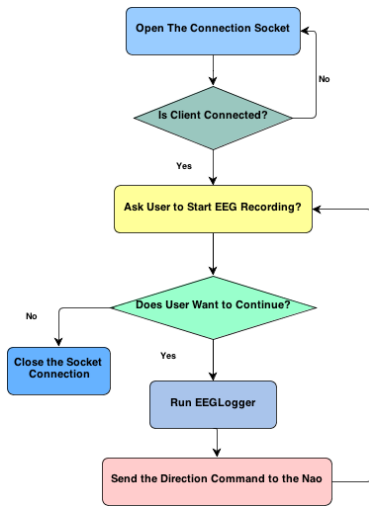 Open The Connection Socket
No
Is Client Connected?
Yes
Ask User to Start EEG Recording?
Does User Want to Continue?
No
Yes
Close the Socket
Connection
Run EEGLogger
Send the Direction Command to the Nao